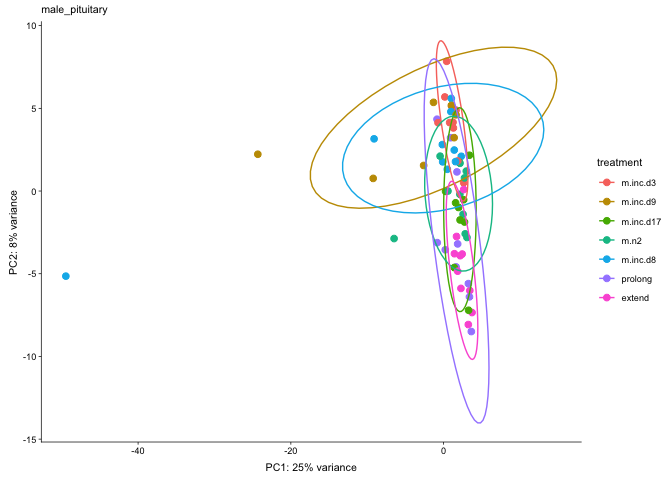 male_pituitary
10
5
0
-5
-10
-15
PC2: 8% variance
-40
-20
0
PC1: 25% variance
treatment
m.inc.d3
m.inc.d9
m.inc.d17
m.n2
m.inc.d8
prolong
extend